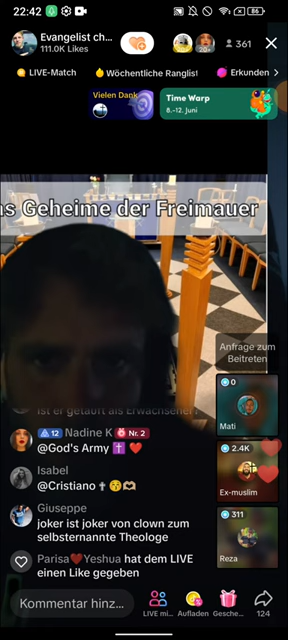 22:42
86
Evangelist ch...
111.0K Likes
20+
361
LIVE-Match
Wöchentliche Ranglist
Erkunden
Vielen Dank
Time Warp
8.-12. Juni
as Geheime der Freimauer
Anfrage zum
Beitreten
0
Mati
ist er getauft als Erwachsener?
12 Nadine K Nr. 2
@God's Army ✝️ ❤️
2.4K
Ex-muslim
Isabel
@Cristiano✝️😚🫶
Giuseppe
joker ist joker von clown zum
selbsternannte Theologe
311
Reza
Parisa❤️Yeshua hat dem LIVE
einen Like gegeben
Kommentar hinz...
LIVE mi...
Aufladen
Gesche...
124